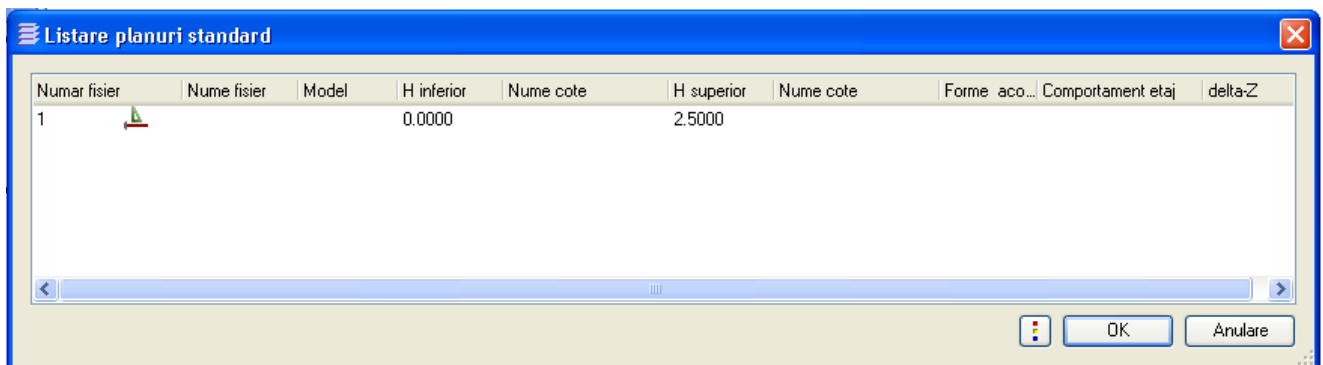 Listare planuri standard
Numar fisier Nume fisier Model H inferior Nume cote H superior Nume cote Forme aco... Comportament etaj delta-Z
1 0.0000 2.5000
OK Anulare